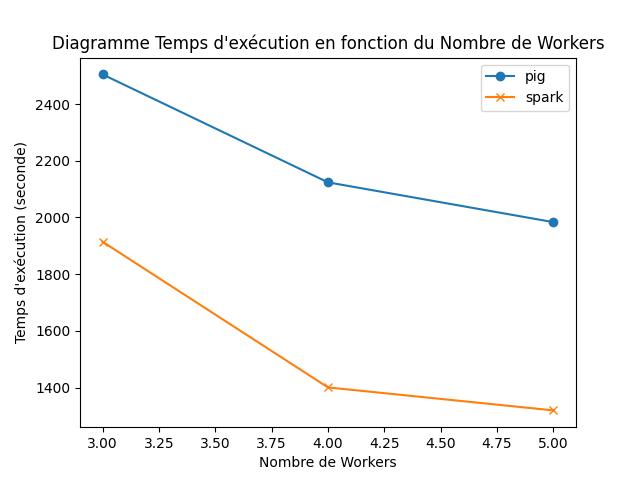 Diagramme Temps d'exécution en fonction du Nombre de Workers
pig
spark
Temps d'exécution (seconde)
2400
2200
2000
1800
1600
1400
3.00 3.25 3.50 3.75 4.00 4.25 4.50 4.75 5.00
Nombre de Workers